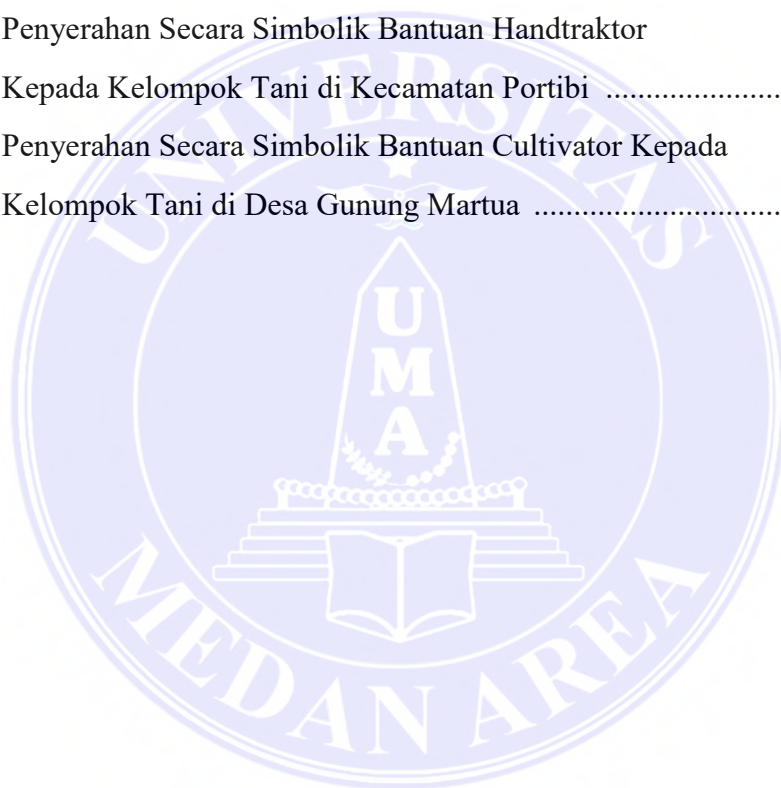 Penyerahan Secara Simbolik Bantuan Handtraktor
Kepada Kelompok Tani di Kecamatan Portibi ......................
Penyerahan Secara Simbolik Bantuan Cultivator Kepada
Kelompok Tani di Desa Gunung Martua ...............................
UNIVERSITAS
UMA
MEDAN AREA